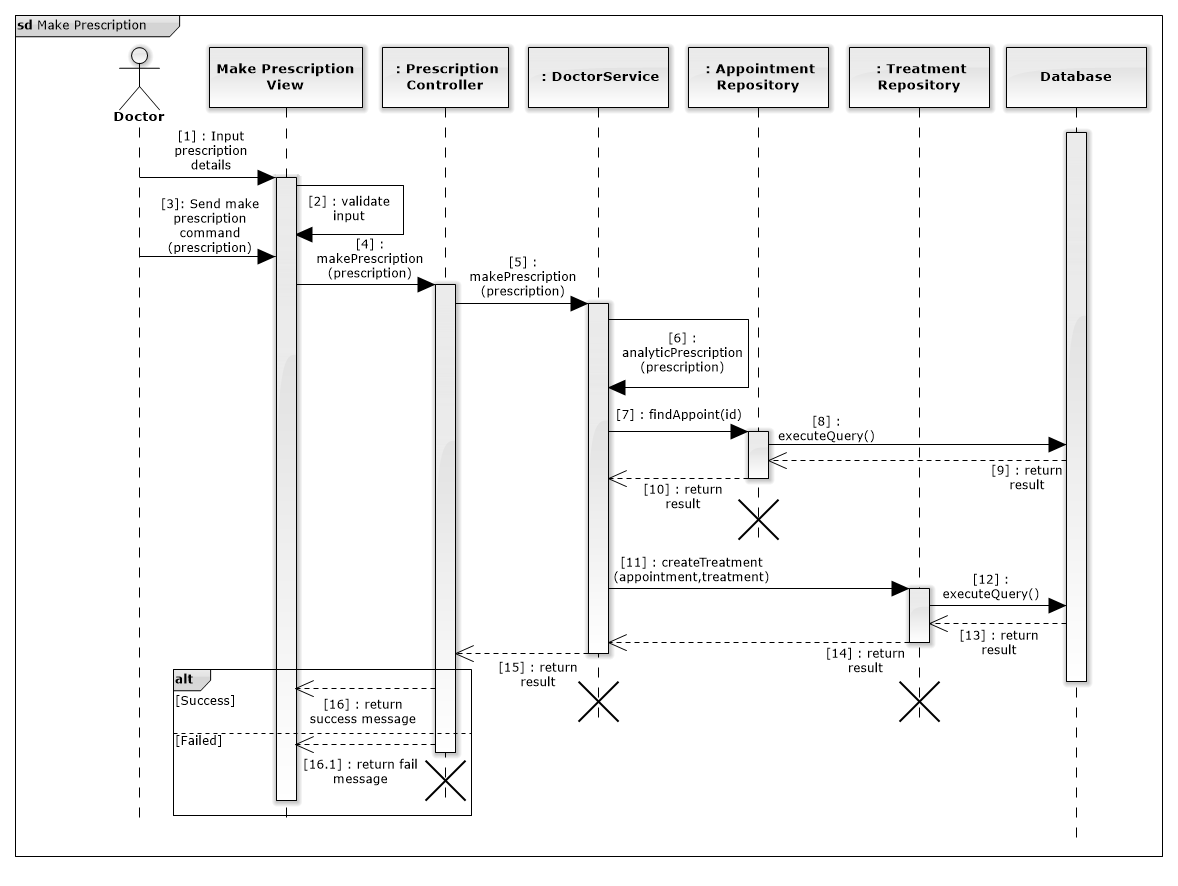 sd Make Prescription
Doctor
Make Prescription
View
: Prescription
Controller
: DoctorService
: Appointment
Repository
: Treatment
Repository
Database
[1] : Input
prescription
details
[2] : validate
input
[3]: Send make
prescription
command
(prescription)
[4] :
makePrescription
(prescription)
[5] :
makePrescription
(prescription)
[6] :
analyticPrescription
(prescription)
[7] : findAppoint(id)
[8] :
executeQuery()
[9] : return
result
[10] : return
result
[11] : createTreatment
(appointment,treatment)
[12] :
executeQuery()
[13] : return
result
[14] : return
result
[15] : return
result
alt
[Success]
[16] : return
success message
[Failed]
[16.1] : return fail
message